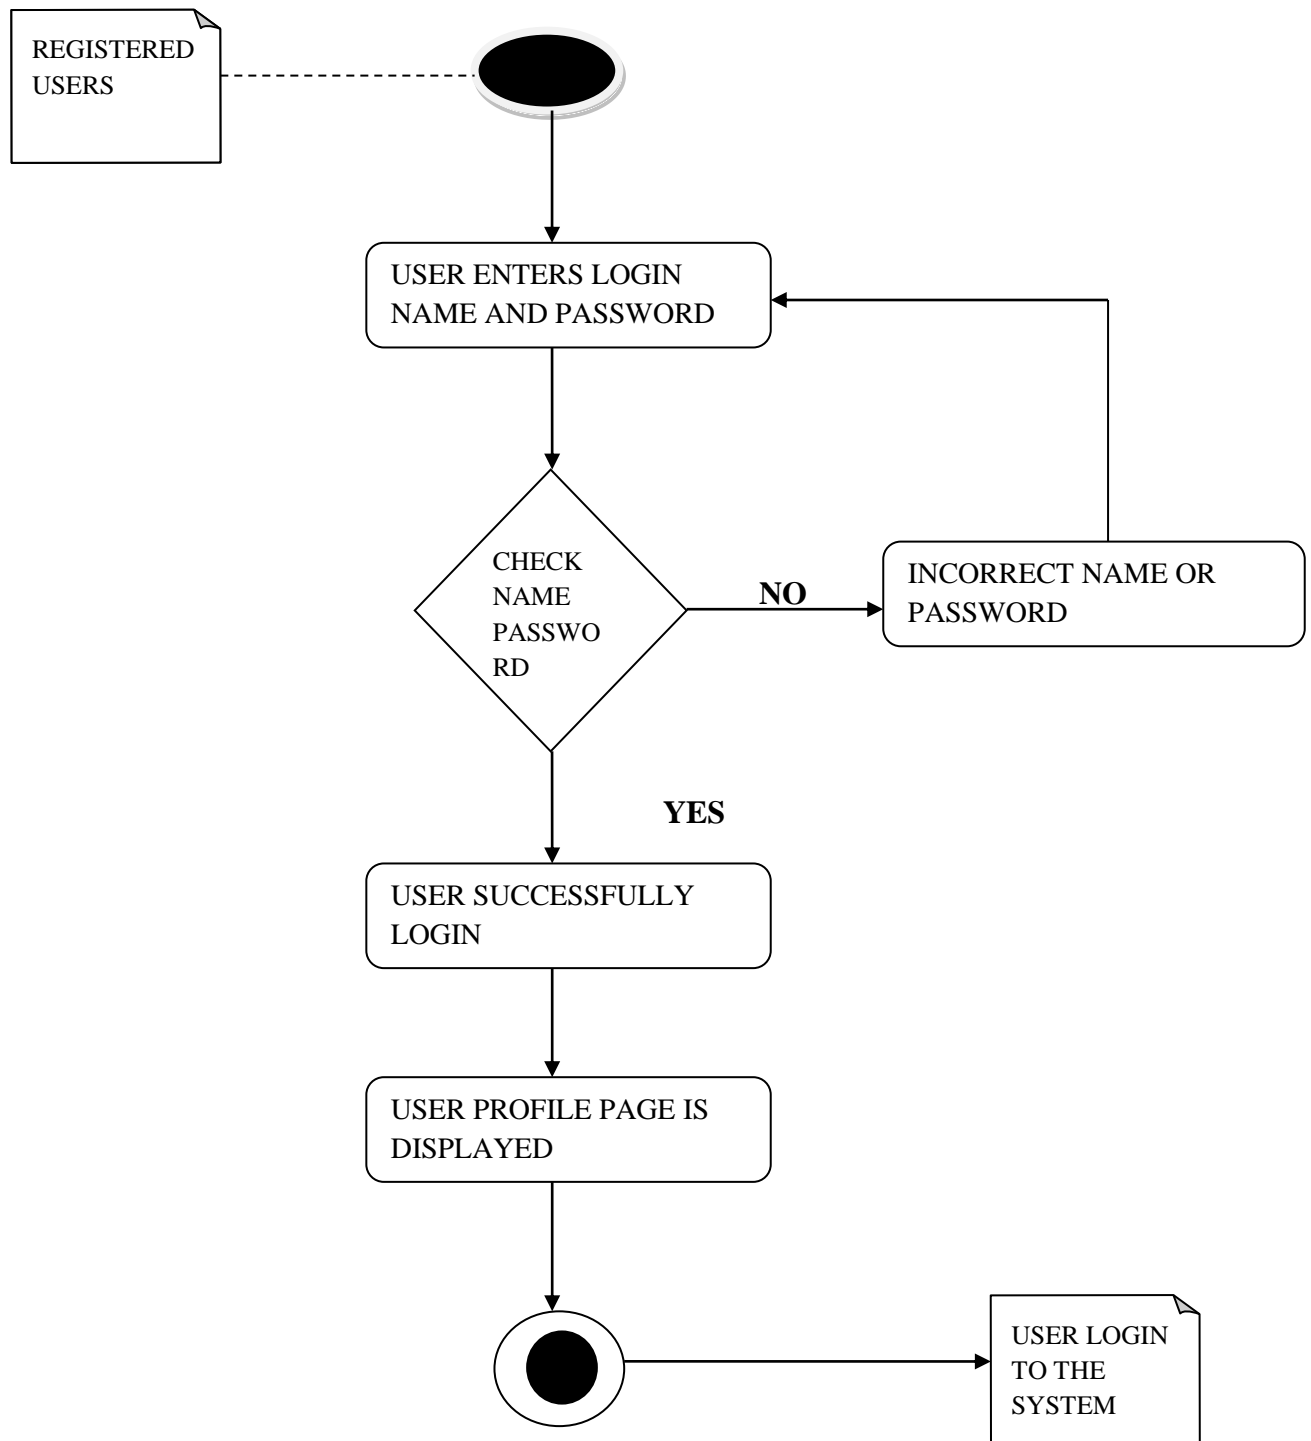 REGISTERED
USERS
USER ENTERS LOGIN
NAME AND PASSWORD
CHECK
NAME
PASSWO
RD
NO
INCORRECT NAME OR
PASSWORD
YES
USER SUCCESSFULLY
LOGIN
USER PROFILE PAGE IS
DISPLAYED
USER LOGIN
TO THE
SYSTEM